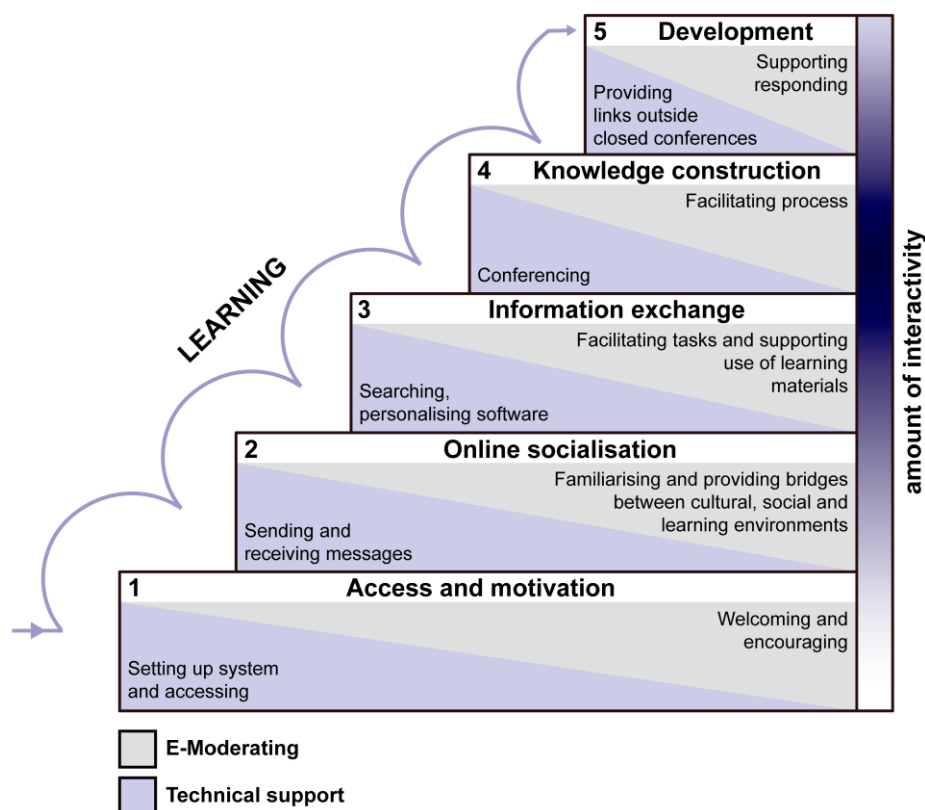 5 Development
Supporting
responding
Providing
links outside
closed conferences
4 Knowledge construction
Facilitating process
Conferencing
3 Information exchange
Facilitating tasks and supporting
use of learning
materials
Searching,
personalising software
2 Online socialisation
Familiarising and providing bridges
between cultural, social and
learning environments
Sending and
receiving messages
1 Access and motivation
Welcoming and
encouraging
Setting up system
and accessing
LEARNING
amount of interactivity
E-Moderating
Technical support